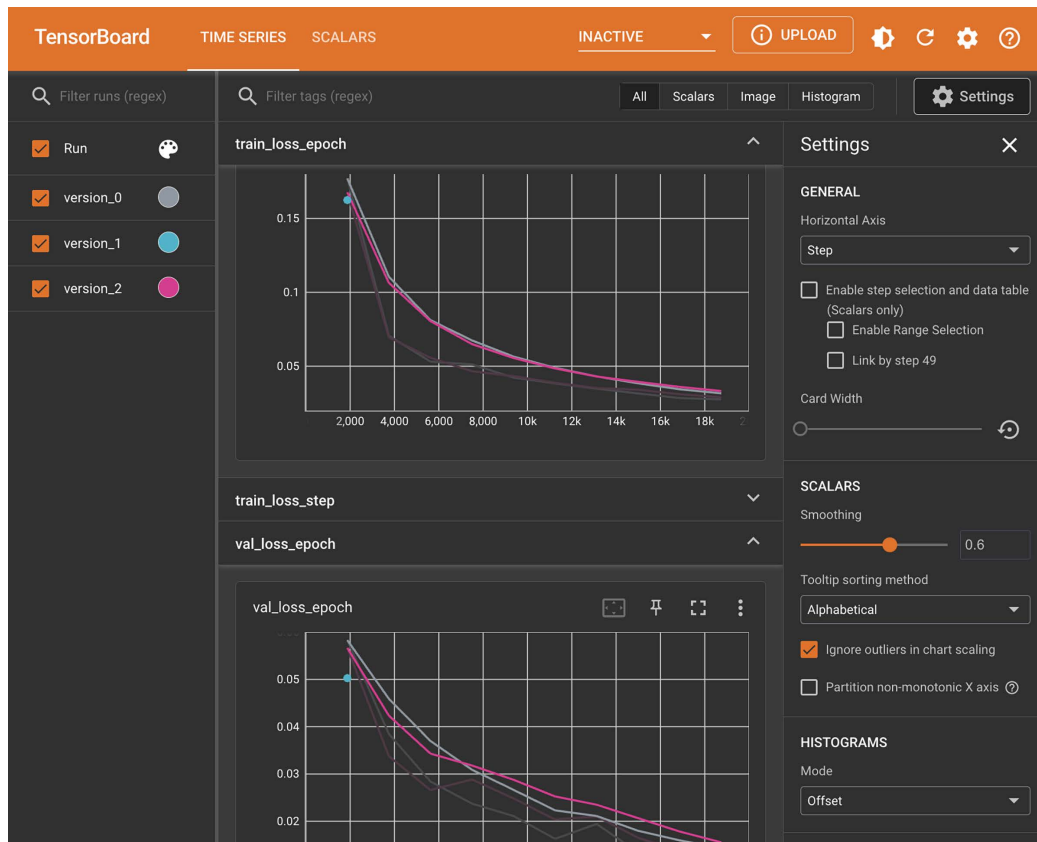 TensorBoard
TIME SERIES
SCALARS
INACTIVE
UPLOAD
Filter runs (regex)
Filter tags (regex)
All
Scalars
Image
Histogram
Settings
Run
version_0
version_1
version_2
train_loss_epoch
0.15
0.1
0.05
2,000 4,000 6,000 8,000 10k 12k 14k 16k 18k 2
train_loss_step
val_loss_epoch
val_loss_epoch
0.05
0.04
0.03
0.02
Settings
GENERAL
Horizontal Axis
Step
Enable step selection and data table
(Scalars only)
Enable Range Selection
Link by step 49
Card Width
SCALARS
Smoothing
0.6
Tooltip sorting method
Alphabetical
Ignore outliers in chart scaling
Partition non-monotonic X axis
HISTOGRAMS
Mode
Offset